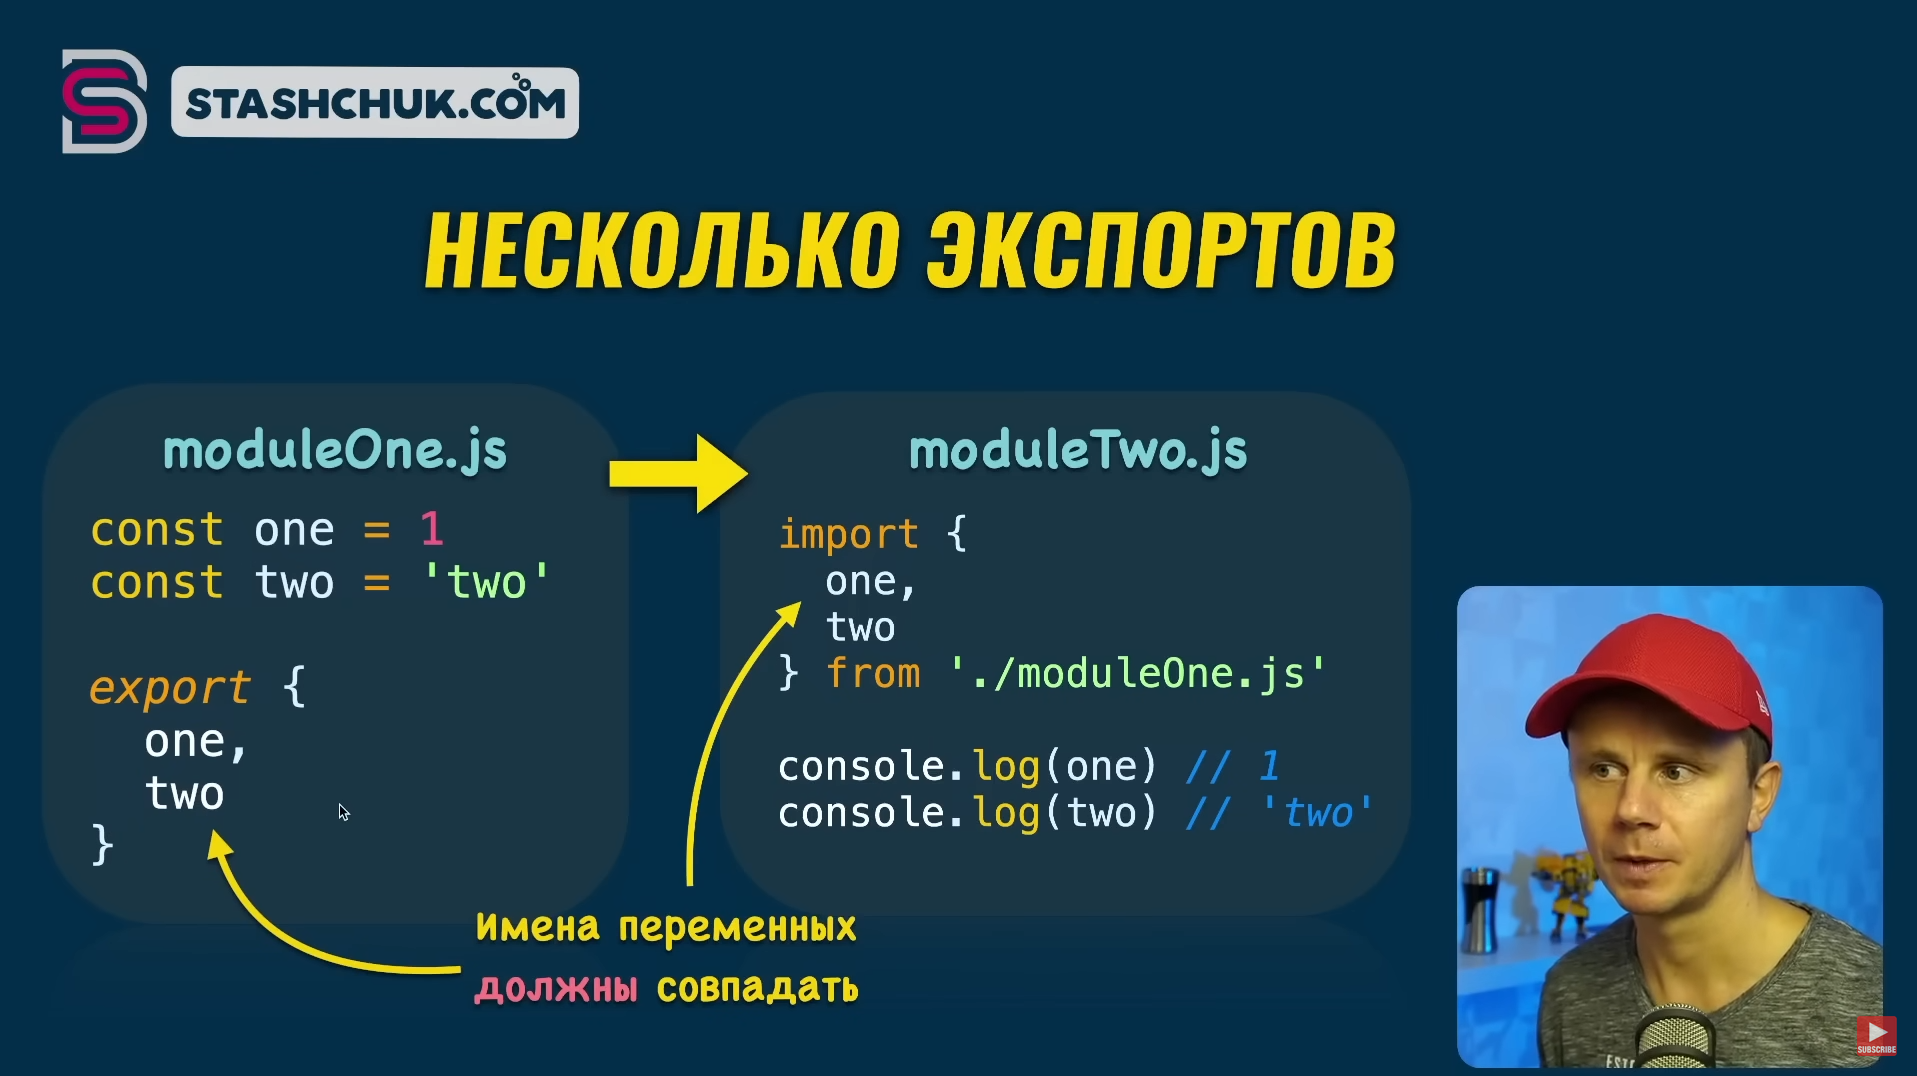 STASHCHUK.COM
НЕСКОЛЬКО ЭКСПОРТОВ
moduleOne.js
const one = 1
const two = 'two'
export {
one,
two
}
moduleTwo.js
import {
one,
two
} from './moduleOne.js'
console.log(one) // 1
console.log(two) // 'two'
Имена переменных
должны совпадать
SUBSCRIBE